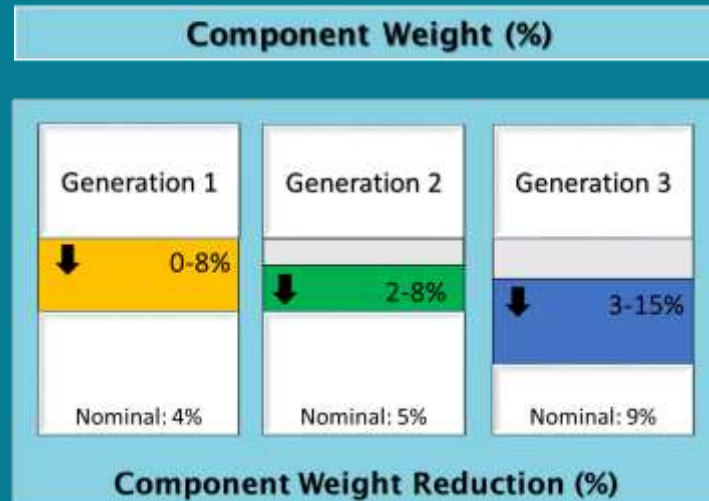 Component Weight (%)
Generation 1
Generation 2
Generation 3
0-8%
2-8%
3-15%
Nominal: 4%
Nominal: 5%
Nominal: 9%
Component Weight Reduction (%)